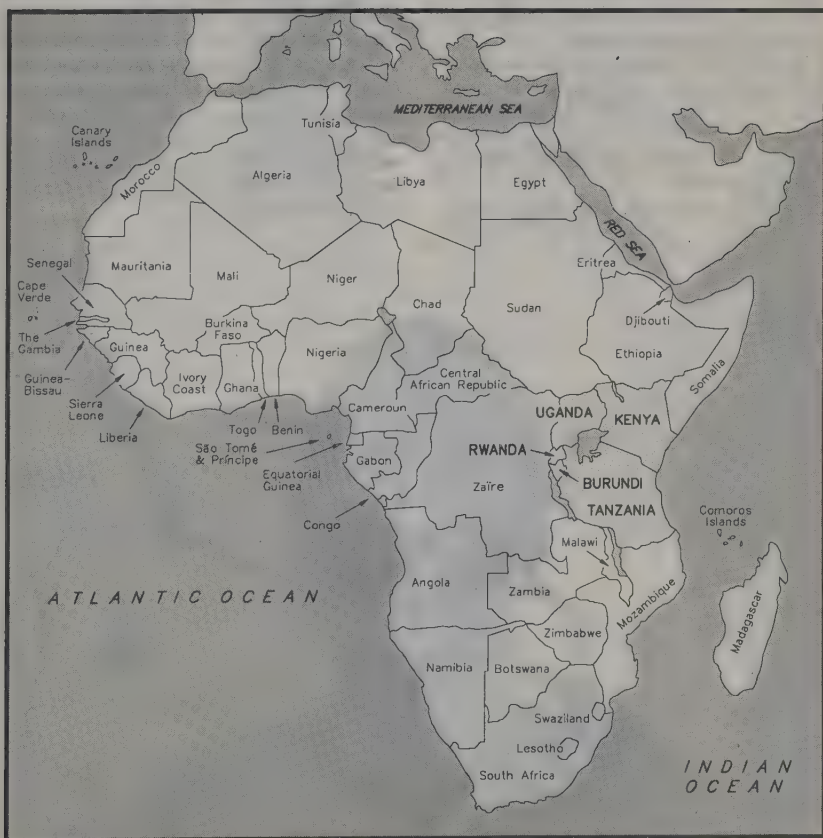 MEDITERRANEAN SEA
Canary
Islands
Tunisia
Morocco
Algeria
Libya
Egypt
RED SEA
Senegal
Cape
Verde
Mauritania
Mali
Niger
Chad
Sudan
Eritrea
Djibouti
Ethiopia
Somalia
The
Gambia
Guinea-
Bissau
Guinea
Burkina
Faso
Nigeria
Sierra
Leone
Ivory
Coast
Ghana
Liberia
Togo
Benin
Central
African Republic
Cameroun
São Tomé
& Príncipe
Equatorial
Guinea
Gabon
Congo
Zaïre
UGANDA
KENYA
RWANDA
BURUNDI
TANZANIA
Comoros
Islands
Malawi
ATLANTIC OCEAN
Angola
Zambia
Mozambique
Madagascar
Zimbabwe
Namibia
Botswana
Swaziland
Lesotho
South Africa
INDIAN
OCEAN